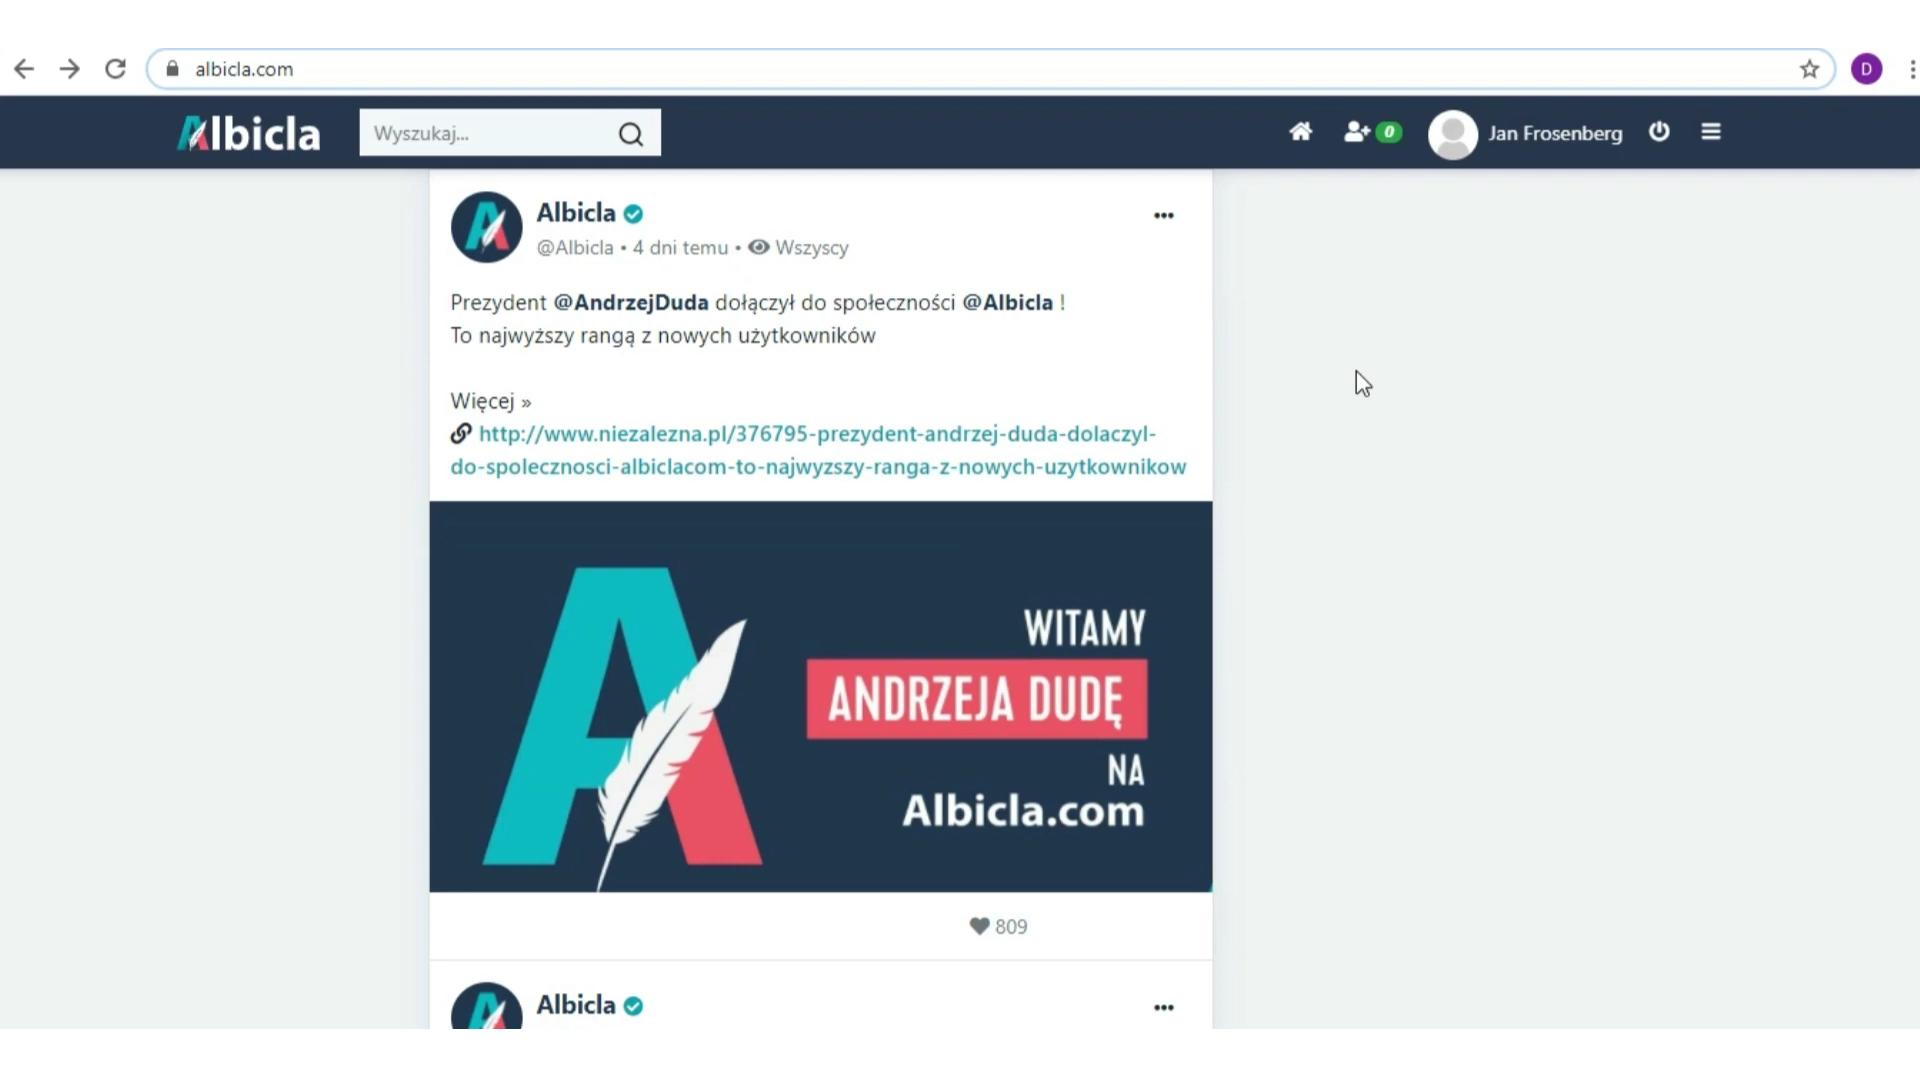 albicla.com
D
Albicla
Wyszukaj...
0
Jan Frosenberg
Albicla
@Albicla • 4 dni temu • Wszyscy
Prezydent @AndrzejDuda dołączył do społeczności @Albicla !
To najwyższy rangą z nowych użytkowników
Więcej »
http://www.niezalezna.pl/376795-prezydent-andrzej-duda-dolaczyl-
do-spolecznosci-albiclacom-to-najwyzszy-ranga-z-nowych-uzytkownikow
WITAMY
ANDRZEJA DUDĘ
NA
Albicla.com
809
Albicla